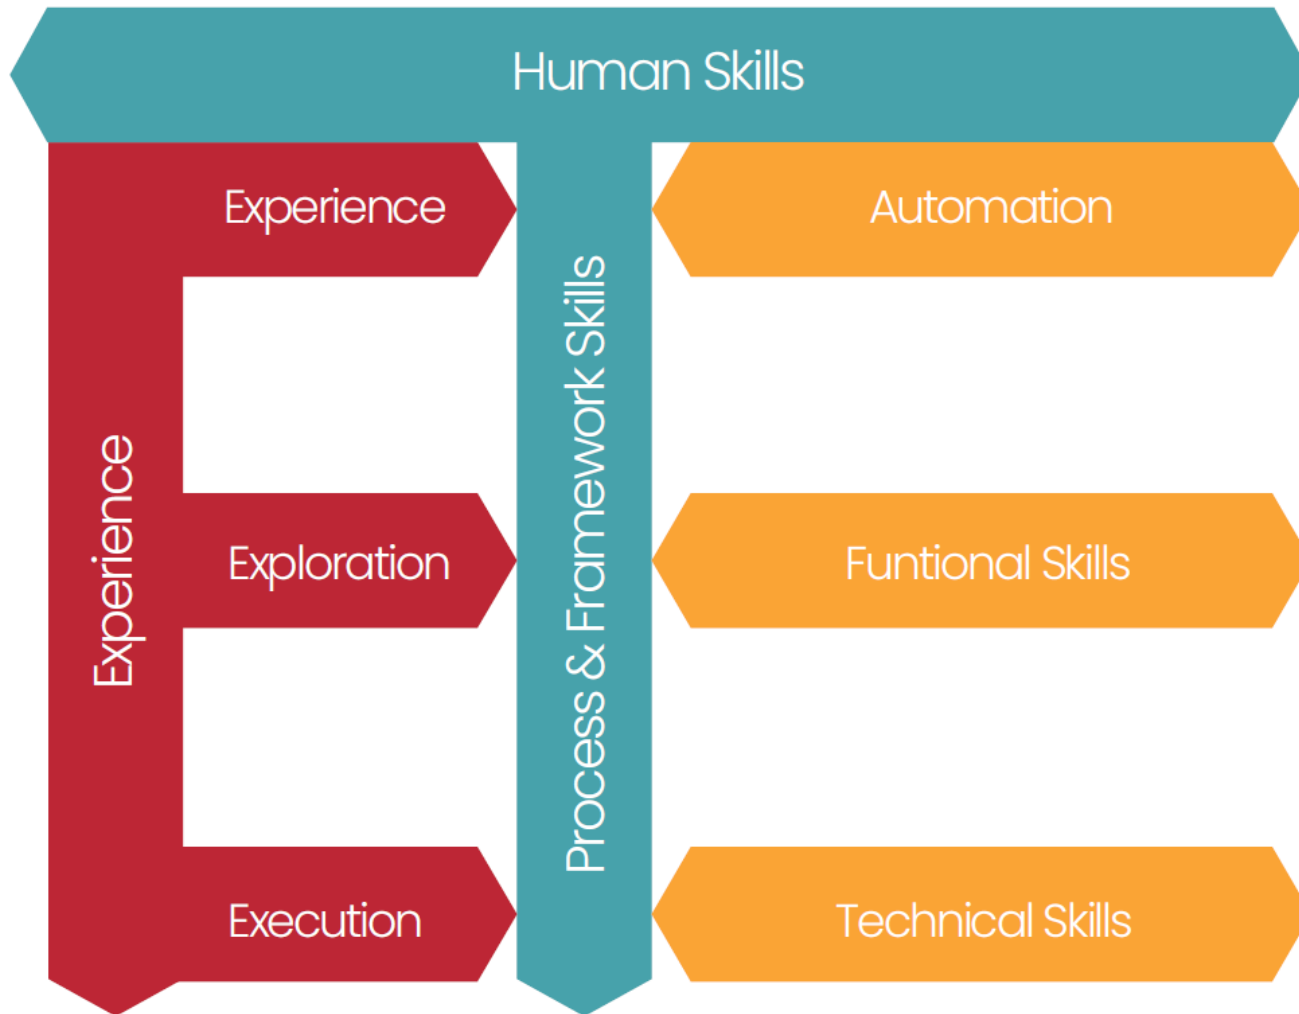 Human Skills
Experience
Automation
Experience
Process & Framework Skills
Exploration
Funtional Skills
Execution
Technical Skills